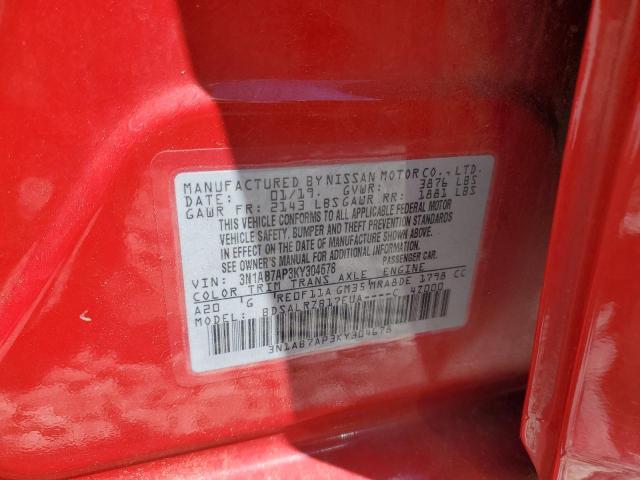 MANUFACTURED BY NISSAN MOTOR CO., LTD.
DATE: 01/19. GVWR: 3876 LBS
GAWR FR: 2143 LBS GAWR RR: 1881 LBS
THIS VEHICLE CONFORMS TO ALL APPLICABLE FEDERAL MOTOR
VEHICLE SAFETY, BUMPER AND THEFT PREVENTION STANDARDS
IN EFFECT ON THE DATE OF MANUFACTURE SHOWN ABOVE.
SEE OWNER'S MANUAL FOR ADDITIONAL INFORMATION.
VIN: 3N1AB7AP3KY304678 PASSENGER CAR.
COLOR TRIM TRANS AXLE ENGINE
A20 G RE0F11A GM35 MRA8DE 1798 CC
MODEL: BDSALR7B17EUA----C 4Z000
3N1AB7AP3KY304678